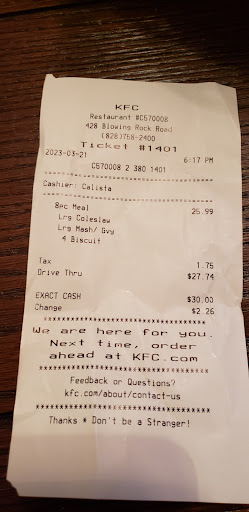 KFC
Restaurant #C570008
428 Blowing Rock Road
(828)758-2400
Ticket #1401
2023-03-21 6:17 PM
C570008 2 380 1401
Cashier: Calista
8pc Meal 25.99
Lrg Coleslaw
Lrg Mash/ Gvy
4 Biscuit
Tax 1.75
Drive Thru $27.74
EXACT CASH $30.00
Change $2.26
************************************
We are here for you.
Next time, order
ahead at KFC.com
************************************
Feedback or Questions?
kfc.com/about/contact-us
************************************
Thanks * Don't be a Stranger!